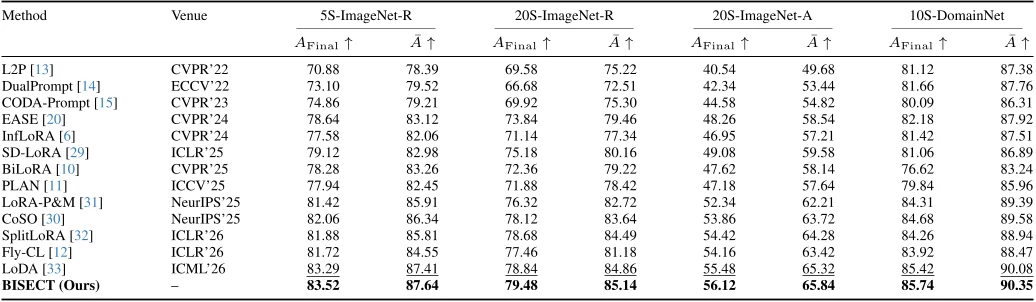 Method Venue 5S-ImageNet-R 20S-ImageNet-R 20S-ImageNet-A 10S-DomainNet
A_Final ↑ Ā ↑ A_Final ↑ Ā ↑ A_Final ↑ Ā ↑ A_Final ↑ Ā ↑
L2P [13] CVPR'22 70.88 78.39 69.58 75.22 40.54 49.68 81.12 87.38
DualPrompt [14] ECCV'22 73.10 79.52 66.68 72.51 42.34 53.44 81.66 87.76
CODA-Prompt [15] CVPR'23 74.86 79.21 69.92 75.30 44.58 54.82 80.09 86.31
EASE [20] CVPR'24 78.64 83.12 73.84 79.46 48.26 58.54 82.18 87.92
InfLoRA [6] CVPR'24 77.58 82.06 71.14 77.34 46.95 57.21 81.42 87.51
SD-LoRA [29] ICLR'25 79.12 82.98 75.18 80.16 49.08 59.58 81.06 86.89
BiLoRA [10] CVPR'25 78.28 83.26 72.36 79.22 47.62 58.14 76.62 83.24
PLAN [11] ICCV'25 77.94 82.45 71.88 78.42 47.18 57.64 79.84 85.96
LoRA-P&M [31] NeurIPS'25 81.42 85.91 76.32 82.72 52.34 62.21 84.31 89.39
CoSO [30] NeurIPS'25 82.06 86.34 78.12 83.64 53.86 63.72 84.68 89.58
SplitLoRA [32] ICLR'26 81.88 85.81 78.68 84.49 54.42 64.28 84.26 88.94
Fly-CL [12] ICLR'26 81.72 84.55 77.46 81.18 54.16 63.42 83.92 88.47
LoDA [33] ICML'26 83.29 87.41 78.84 84.86 55.48 65.32 85.42 90.08
BISECT (Ours) – 83.52 87.64 79.48 85.14 56.12 65.84 85.74 90.35